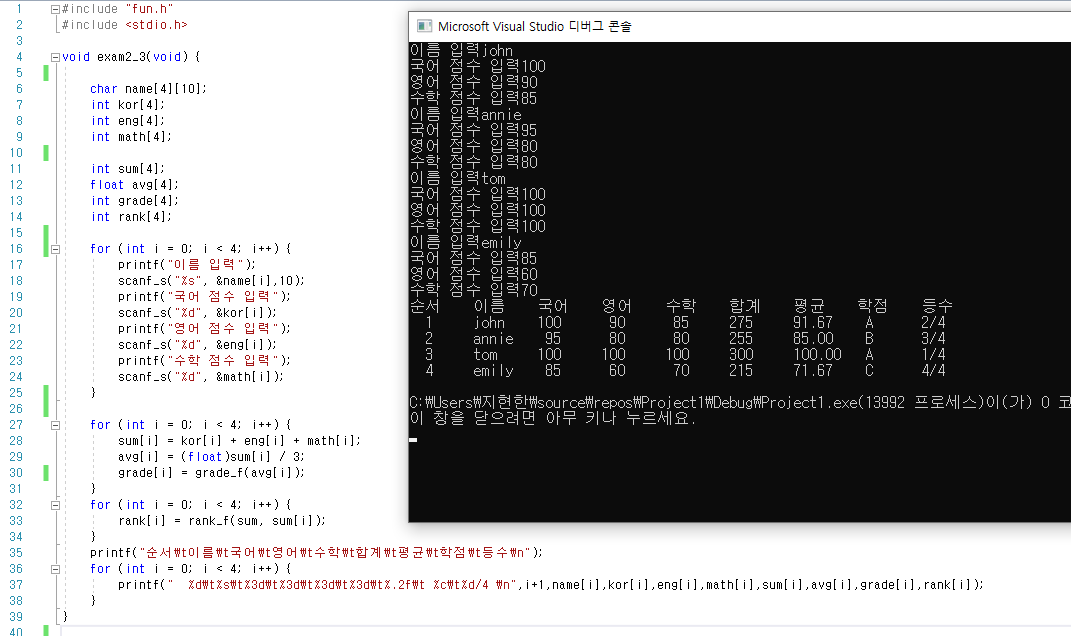 1 #include "fun.h"
2 #include <stdio.h>
3
4 void exam2_3(void) {
5
6 char name[4][10];
7 int kor[4];
8 int eng[4];
9 int math[4];
10
11 int sum[4];
12 float avg[4];
13 int grade[4];
14 int rank[4];
15
16 for (int i = 0; i < 4; i++) {
17 printf("이름 입력");
18 scanf_s("%s", &name[i],10);
19 printf("국어 점수 입력");
20 scanf_s("%d", &kor[i]);
21 printf("영어 점수 입력");
22 scanf_s("%d", &eng[i]);
23 printf("수학 점수 입력");
24 scanf_s("%d", &math[i]);
25 }
26
27 for (int i = 0; i < 4; i++) {
28 sum[i] = kor[i] + eng[i] + math[i];
29 avg[i] = (float)sum[i] / 3;
30 grade[i] = grade_f(avg[i]);
31 }
32 for (int i = 0; i < 4; i++) {
33 rank[i] = rank_f(sum, sum[i]);
34 }
35 printf("순서₩t이름₩t국어₩t영어₩t수학₩t합계₩t평균₩t학점₩t등수₩n");
36 for (int i = 0; i < 4; i++) {
37 printf("  %d₩t%s₩t%3d₩t%3d₩t%3d₩t%3d₩t%.2f₩t %c₩t%d/4 ₩n",i+1,name[i],kor[i],eng[i],math[i],sum[i],avg[i],grade[i],rank[i]);
38 }
39 }
40
Microsoft Visual Studio 디버그 콘솔
이름 입력john
국어 점수 입력100
영어 점수 입력90
수학 점수 입력85
이름 입력annie
국어 점수 입력95
영어 점수 입력80
수학 점수 입력80
이름 입력tom
국어 점수 입력100
영어 점수 입력100
수학 점수 입력100
이름 입력emily
국어 점수 입력85
영어 점수 입력60
수학 점수 입력70
순서 이름 국어 영어 수학 합계 평균 학점 등수
1 john 100 90 85 275 91.67 A 2/4
2 annie 95 80 80 255 85.00 B 3/4
3 tom 100 100 100 300 100.00 A 1/4
4 emily 85 60 70 215 71.67 C 4/4
C:₩Users₩지현한₩source₩repos₩Project1₩Debug₩Project1.exe(13992 프로세스)이(가) 0 코
이 창을 닫으려면 아무 키나 누르세요.